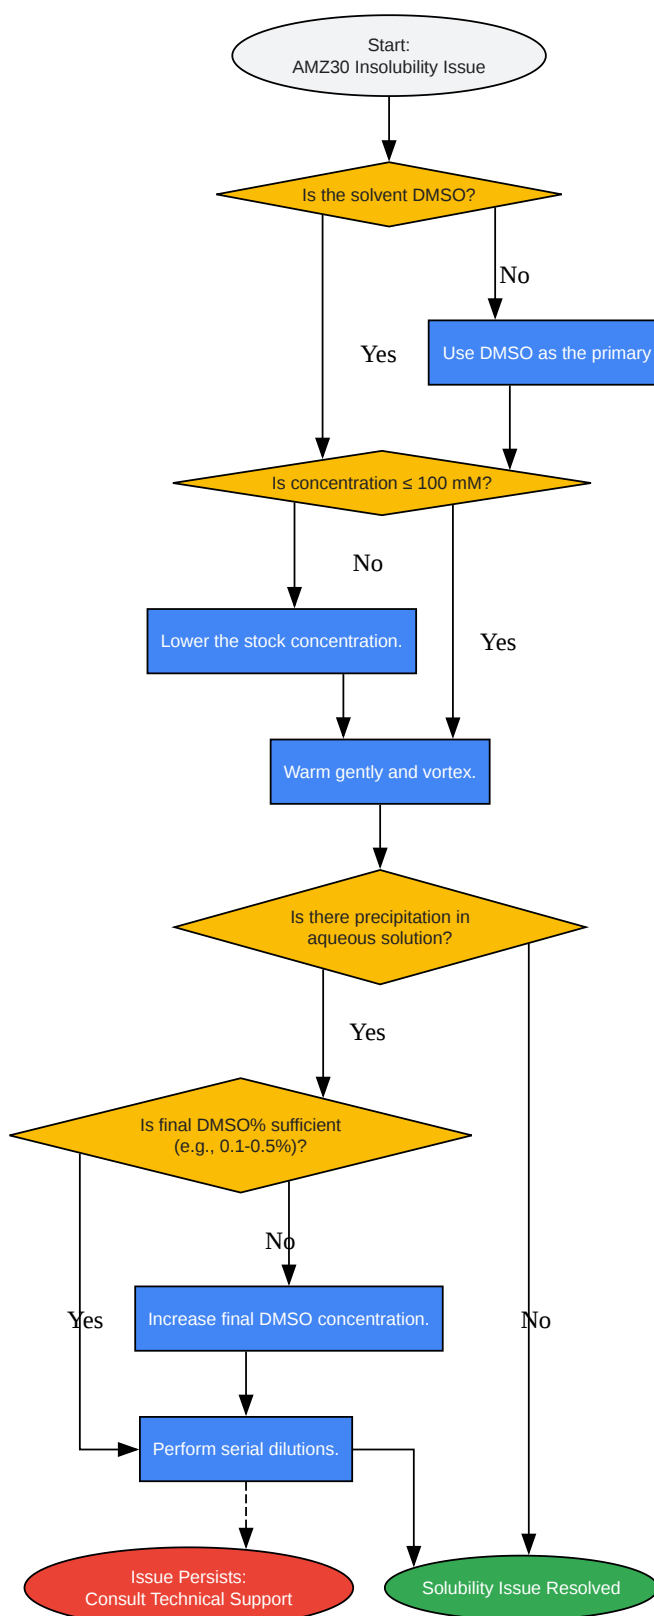 Start:
AMZ30 Insolubility Issue
Is the solvent DMSO?
No
Yes
Use DMSO as the primary
Is concentration ≤ 100 mM?
No
Yes
Lower the stock concentration.
Warm gently and vortex.
Is there precipitation in
aqueous solution?
Yes
Is final DMSO% sufficient
(e.g., 0.1-0.5%)?
No
Yes
Increase final DMSO concentration.
No
Perform serial dilutions.
Issue Persists:
Consult Technical Support
Solubility Issue Resolved